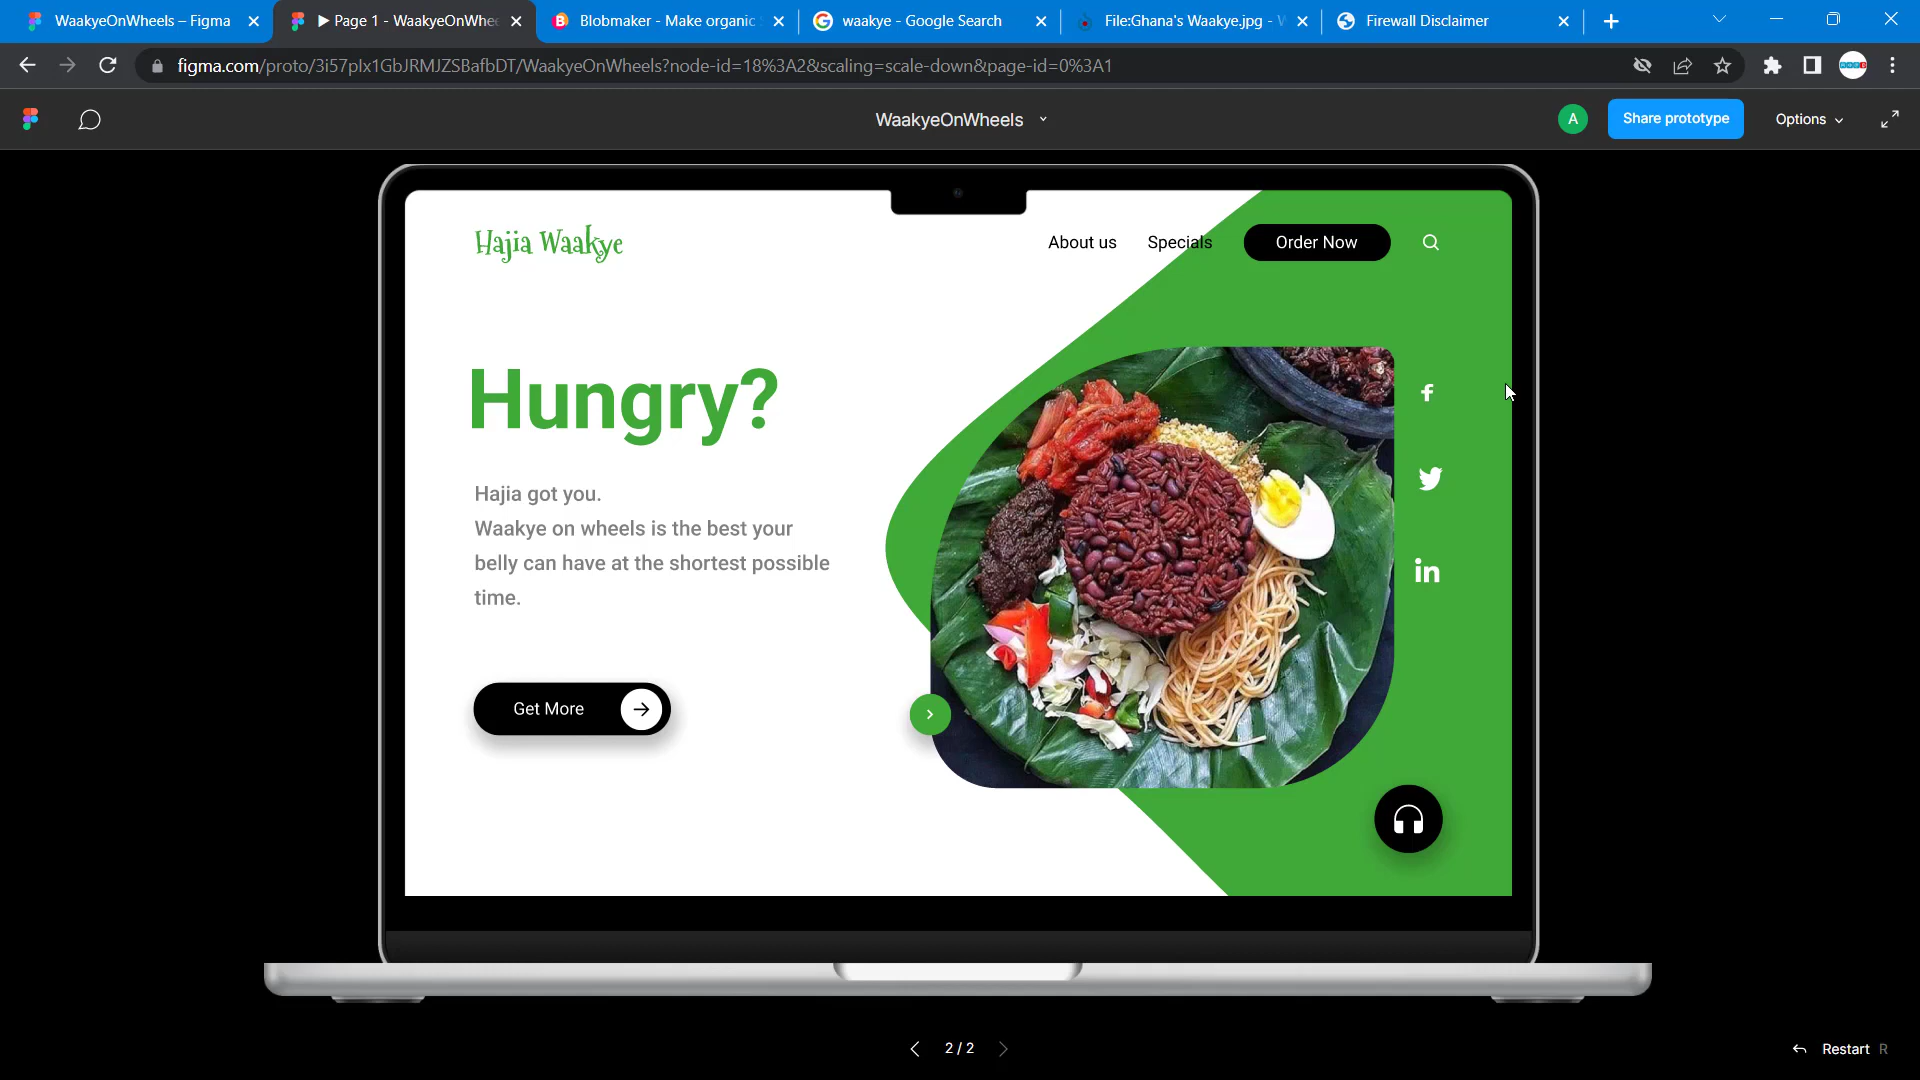 WaakyeOnWheels – Figma
▶ Page 1 - WaakyeOnWhee
Blobmaker - Make organic
waakye - Google Search
File:Ghana's Waakye.jpg -
Firewall Disclaimer
figma.com/proto/3i57pIx1GbJRMJZSBafbDT/WaakyeOnWheels?node-id=18%3A2&scaling=scale-down&page-id=0%3A1
WaakyeOnWheels
A
Share prototype
Options
Hajia Waakye
About us
Specials
Order Now
Hungry?
Hajia got you.
Waakye on wheels is the best your
belly can have at the shortest possible
time.
Get More
2 / 2
Restart R